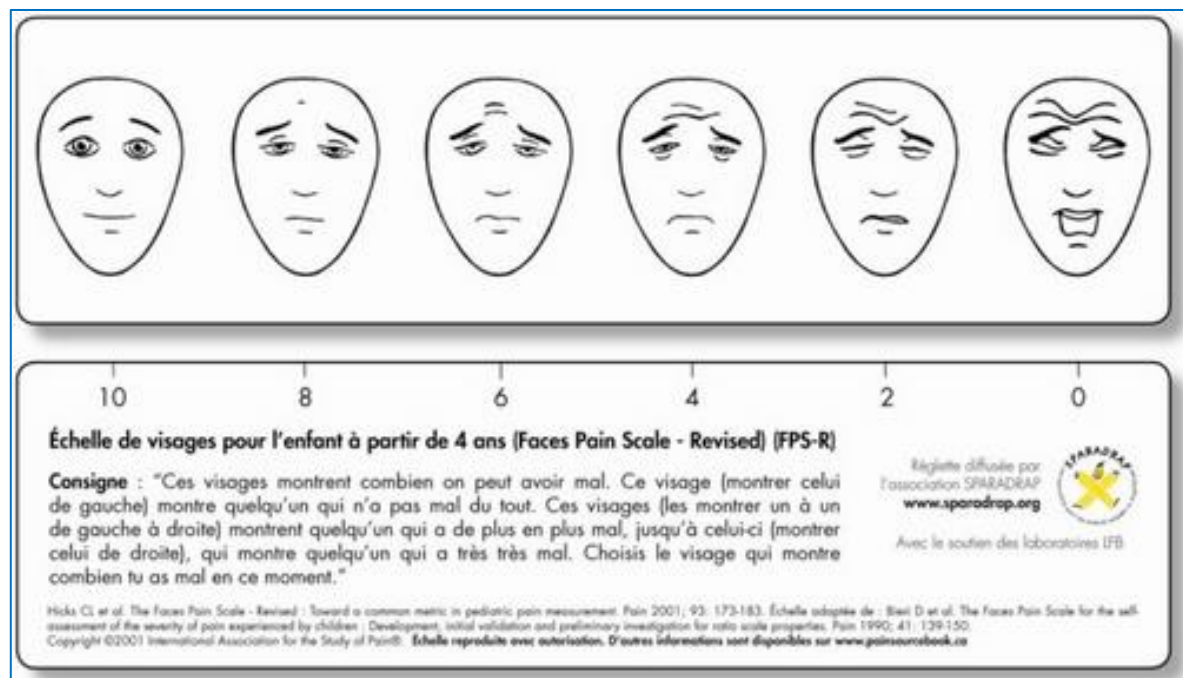 10 8 6 4 2 0
Échelle de visages pour l'enfant à partir de 4 ans (Faces Pain Scale - Revised) (FPS-R)
Consigne : "Ces visages montrent combien on peut avoir mal. Ce visage (montrer celui
de gauche) montre quelqu'un qui n'a pas mal du tout. Ces visages (les montrer un à un
de gauche à droite) montrent quelqu'un qui a de plus en plus mal, jusqu'à celui-ci (montrer
celui de droite), qui montre quelqu'un qui a très très mal. Choisis le visage qui montre
combien tu as mal en ce moment."
Réglette diffusée par
l'association SPARADRAP
www.sparadrap.org
SPARADRAP
Avec le soutien des laboratoires LFB
Hicks CL et al. The Faces Pain Scale - Revised : Toward a common metric in pediatric pain measurement. Pain 2001; 93: 173-183. Échelle adaptée de : Bieri D et al. The Faces Pain Scale for the self-
assessment of the severity of pain experienced by children : Development, initial validation and preliminary investigation for ratio scale properties. Pain 1990; 41: 139-150.
Copyright ©2001 International Association for the Study of Pain®. Échelle reproduite avec autorisation. D'autres informations sont disponibles sur www.painsourcebook.ca